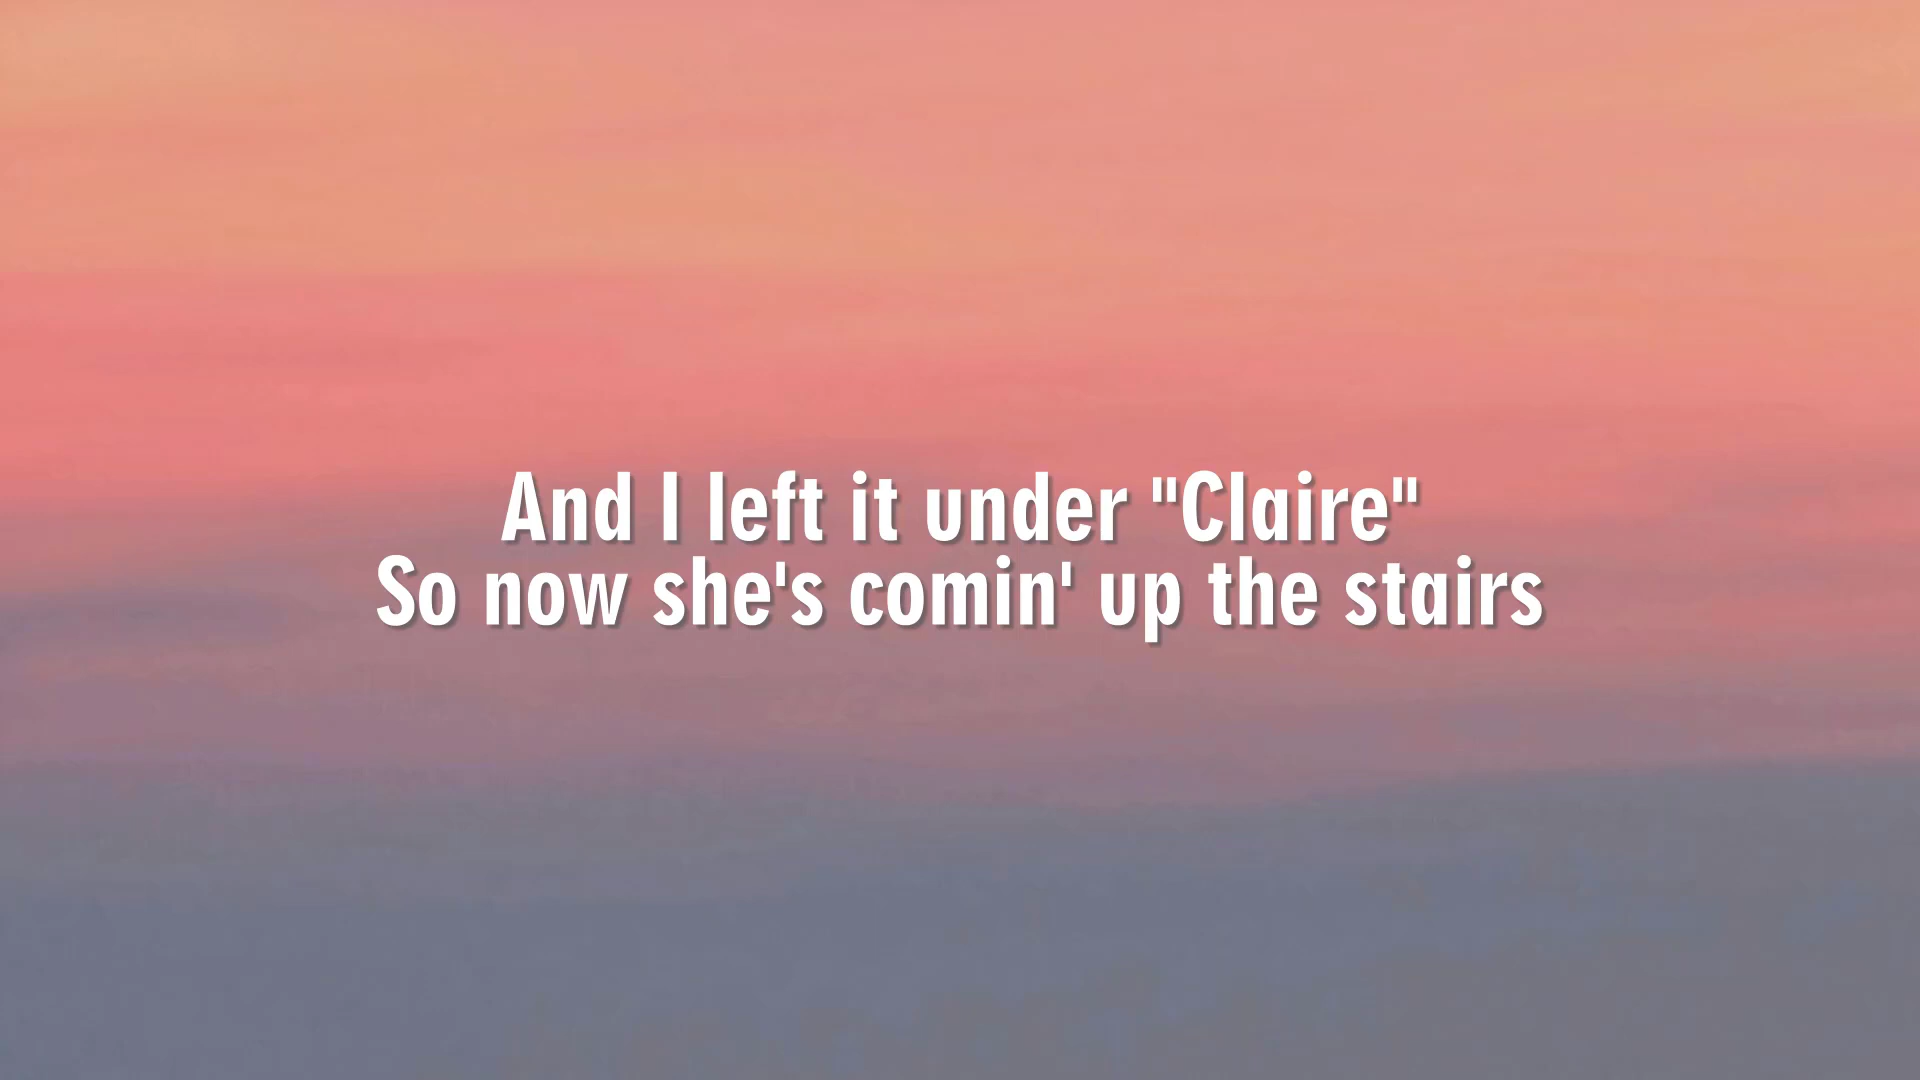 And I left it under "Claire"
So now she's comin' up the stairs